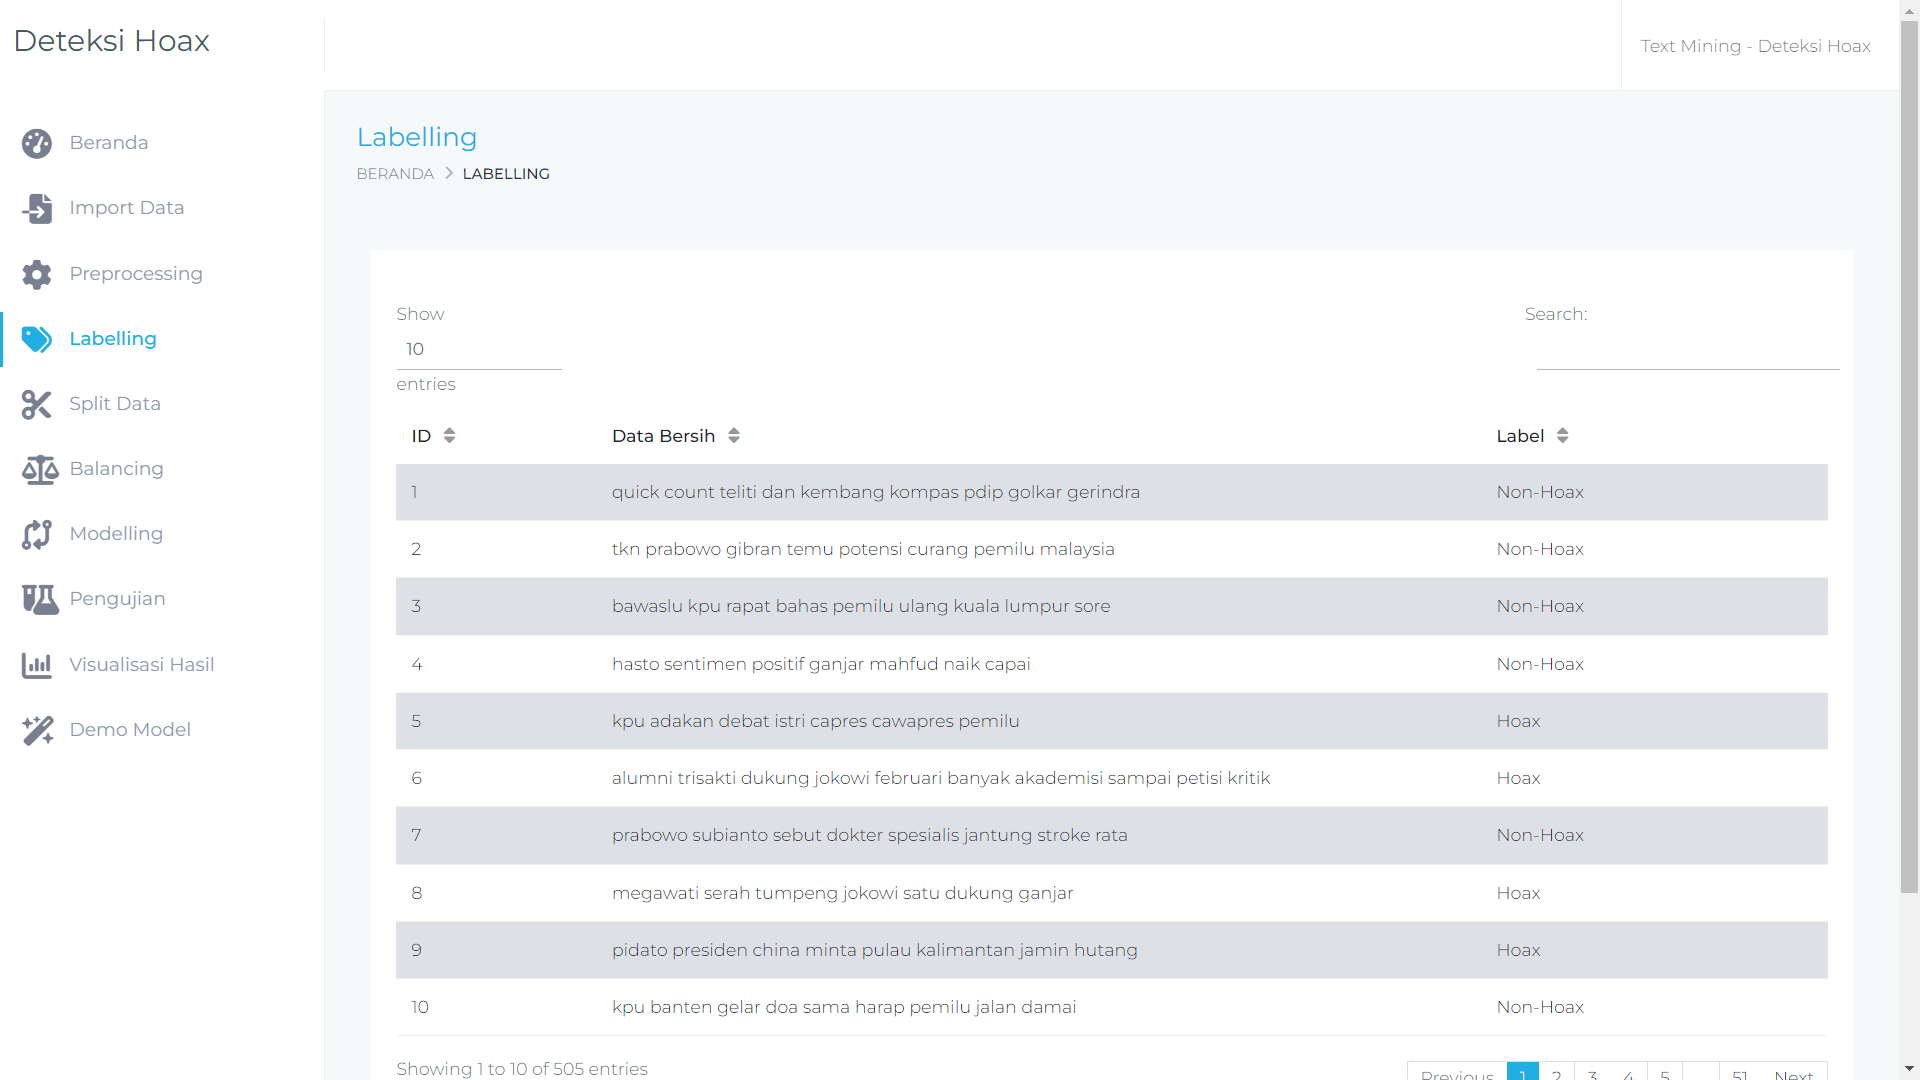 Deteksi Hoax
Text Mining - Deteksi Hoax
Beranda
Import Data
Preprocessing
Labelling
Split Data
Balancing
Modelling
Pengujian
Visualisasi Hasil
Demo Model
Labelling
BERANDA > LABELLING
Show
10
entries
Search:
ID Data Bersih Label
1 quick count teliti dan kembang kompas pdip golkar gerindra Non-Hoax
2 tkn prabowo gibran temu potensi curang pemilu malaysia Non-Hoax
3 bawaslu kpu rapat bahas pemilu ulang kuala lumpur sore Non-Hoax
4 hasto sentimen positif ganjar mahfud naik capai Non-Hoax
5 kpu adakan debat istri capres cawapres pemilu Hoax
6 alumni trisakti dukung jokowi februari banyak akademisi sampai petisi kritik Hoax
7 prabowo subianto sebut dokter spesialis jantung stroke rata Non-Hoax
8 megawati serah tumpeng jokowi satu dukung ganjar Hoax
9 pidato presiden china minta pulau kalimantan jamin hutang Hoax
10 kpu banten gelar doa sama harap pemilu jalan damai Non-Hoax
Showing 1 to 10 of 505 entries
Previous 1 2 3 4 5 … 51 Next